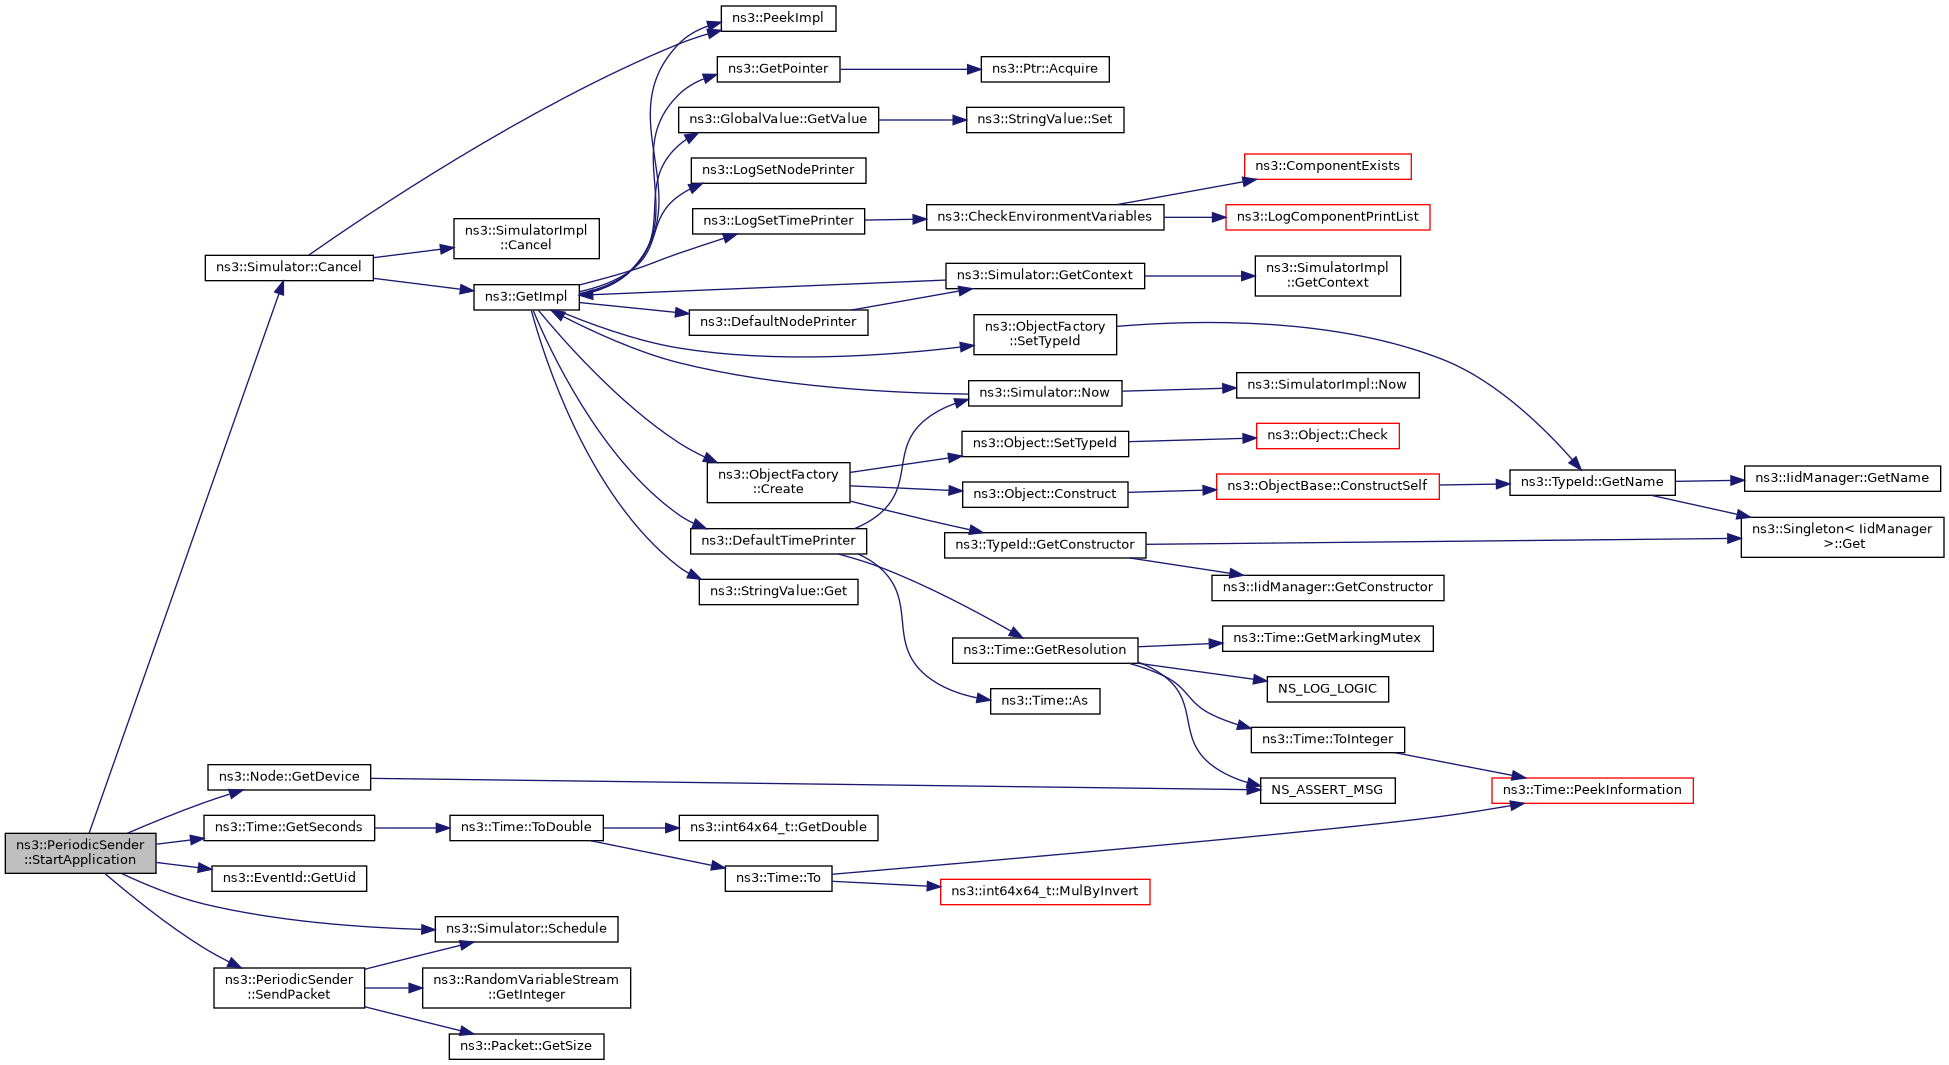 ns3::PeekImpl
ns3::GetPointer
ns3::Ptr::Acquire
ns3::GlobalValue::GetValue
ns3::StringValue::Set
ns3::LogSetNodePrinter
ns3::ComponentExists
ns3::LogSetTimePrinter
ns3::CheckEnvironmentVariables
ns3::LogComponentPrintList
ns3::SimulatorImpl
::Cancel
ns3::Simulator::Cancel
ns3::GetImpl
ns3::Simulator::GetContext
ns3::SimulatorImpl
::GetContext
ns3::DefaultNodePrinter
ns3::ObjectFactory
::SetTypeId
ns3::Simulator::Now
ns3::SimulatorImpl::Now
ns3::Object::SetTypeId
ns3::Object::Check
ns3::ObjectFactory
::Create
ns3::Object::Construct
ns3::ObjectBase::ConstructSelf
ns3::TypeId::GetName
ns3::IidManager::GetName
ns3::Singleton< IidManager
>::Get
ns3::DefaultTimePrinter
ns3::TypeId::GetConstructor
ns3::IidManager::GetConstructor
ns3::StringValue::Get
ns3::Time::GetResolution
ns3::Time::GetMarkingMutex
NS_LOG_LOGIC
ns3::Time::As
ns3::Time::ToInteger
ns3::Node::GetDevice
NS_ASSERT_MSG
ns3::Time::PeekInformation
ns3::PeriodicSender
::StartApplication
ns3::Time::GetSeconds
ns3::Time::ToDouble
ns3::int64x64_t::GetDouble
ns3::EventId::GetUid
ns3::Time::To
ns3::int64x64_t::MulByInvert
ns3::Simulator::Schedule
ns3::PeriodicSender
::SendPacket
ns3::RandomVariableStream
::GetInteger
ns3::Packet::GetSize